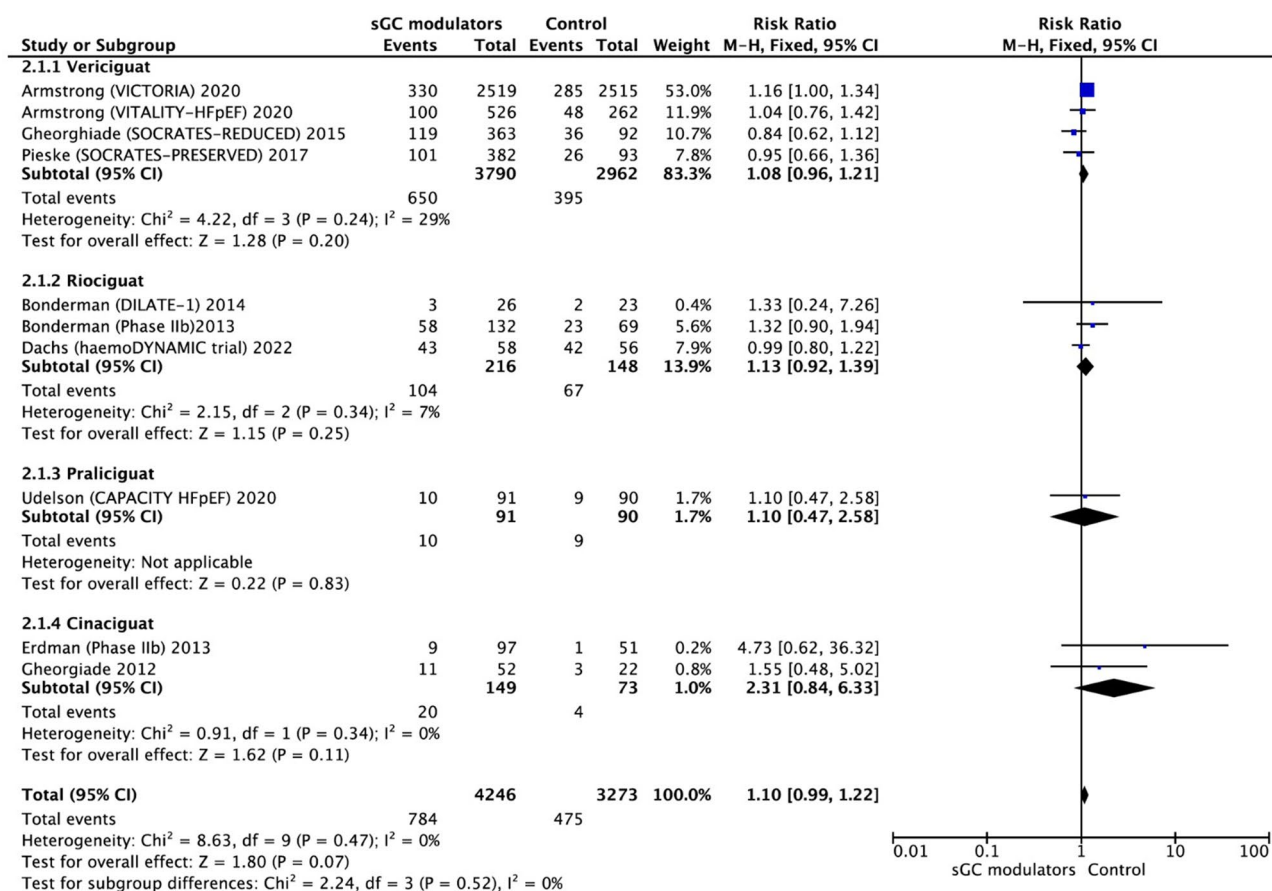 sGC modulators Control Risk Ratio Risk Ratio
Study or Subgroup Events Total Events Total Weight M-H, Fixed, 95% CI M-H, Fixed, 95% CI
2.1.1 Vericiguat
Armstrong (VICTORIA) 2020 330 2519 285 2515 53.0% 1.16 [1.00, 1.34]
Armstrong (VITALITY-HFpEF) 2020 100 526 48 262 11.9% 1.04 [0.76, 1.42]
Gheorghiade (SOCRATES-REDUCED) 2015 119 363 36 92 10.7% 0.84 [0.62, 1.12]
Pieske (SOCRATES-PRESERVED) 2017 101 382 26 93 7.8% 0.95 [0.66, 1.36]
Subtotal (95% CI) 3790 2962 83.3% 1.08 [0.96, 1.21]
Total events 650 395
Heterogeneity: Chi² = 4.22, df = 3 (P = 0.24); I² = 29%
Test for overall effect: Z = 1.28 (P = 0.20)
2.1.2 Riociguat
Bonderman (DILATE-1) 2014 3 26 2 23 0.4% 1.33 [0.24, 7.26]
Bonderman (Phase IIb)2013 58 132 23 69 5.6% 1.32 [0.90, 1.94]
Dachs (haemoDYNAMIC trial) 2022 43 58 42 56 7.9% 0.99 [0.80, 1.22]
Subtotal (95% CI) 216 148 13.9% 1.13 [0.92, 1.39]
Total events 104 67
Heterogeneity: Chi² = 2.15, df = 2 (P = 0.34); I² = 7%
Test for overall effect: Z = 1.15 (P = 0.25)
2.1.3 Praliciguat
Udelson (CAPACITY HFpEF) 2020 10 91 9 90 1.7% 1.10 [0.47, 2.58]
Subtotal (95% CI) 91 90 1.7% 1.10 [0.47, 2.58]
Total events 10 9
Heterogeneity: Not applicable
Test for overall effect: Z = 0.22 (P = 0.83)
2.1.4 Cinaciguat
Erdman (Phase IIb) 2013 9 97 1 51 0.2% 4.73 [0.62, 36.32]
Gheorgiade 2012 11 52 3 22 0.8% 1.55 [0.48, 5.02]
Subtotal (95% CI) 149 73 1.0% 2.31 [0.84, 6.33]
Total events 20 4
Heterogeneity: Chi² = 0.91, df = 1 (P = 0.34); I² = 0%
Test for overall effect: Z = 1.62 (P = 0.11)
Total (95% CI) 4246 3273 100.0% 1.10 [0.99, 1.22]
Total events 784 475
Heterogeneity: Chi² = 8.63, df = 9 (P = 0.47); I² = 0%
Test for overall effect: Z = 1.80 (P = 0.07)
Test for subgroup differences: Chi² = 2.24, df = 3 (P = 0.52), I² = 0%
0.01 0.1 1 10 100
sGC modulators Control